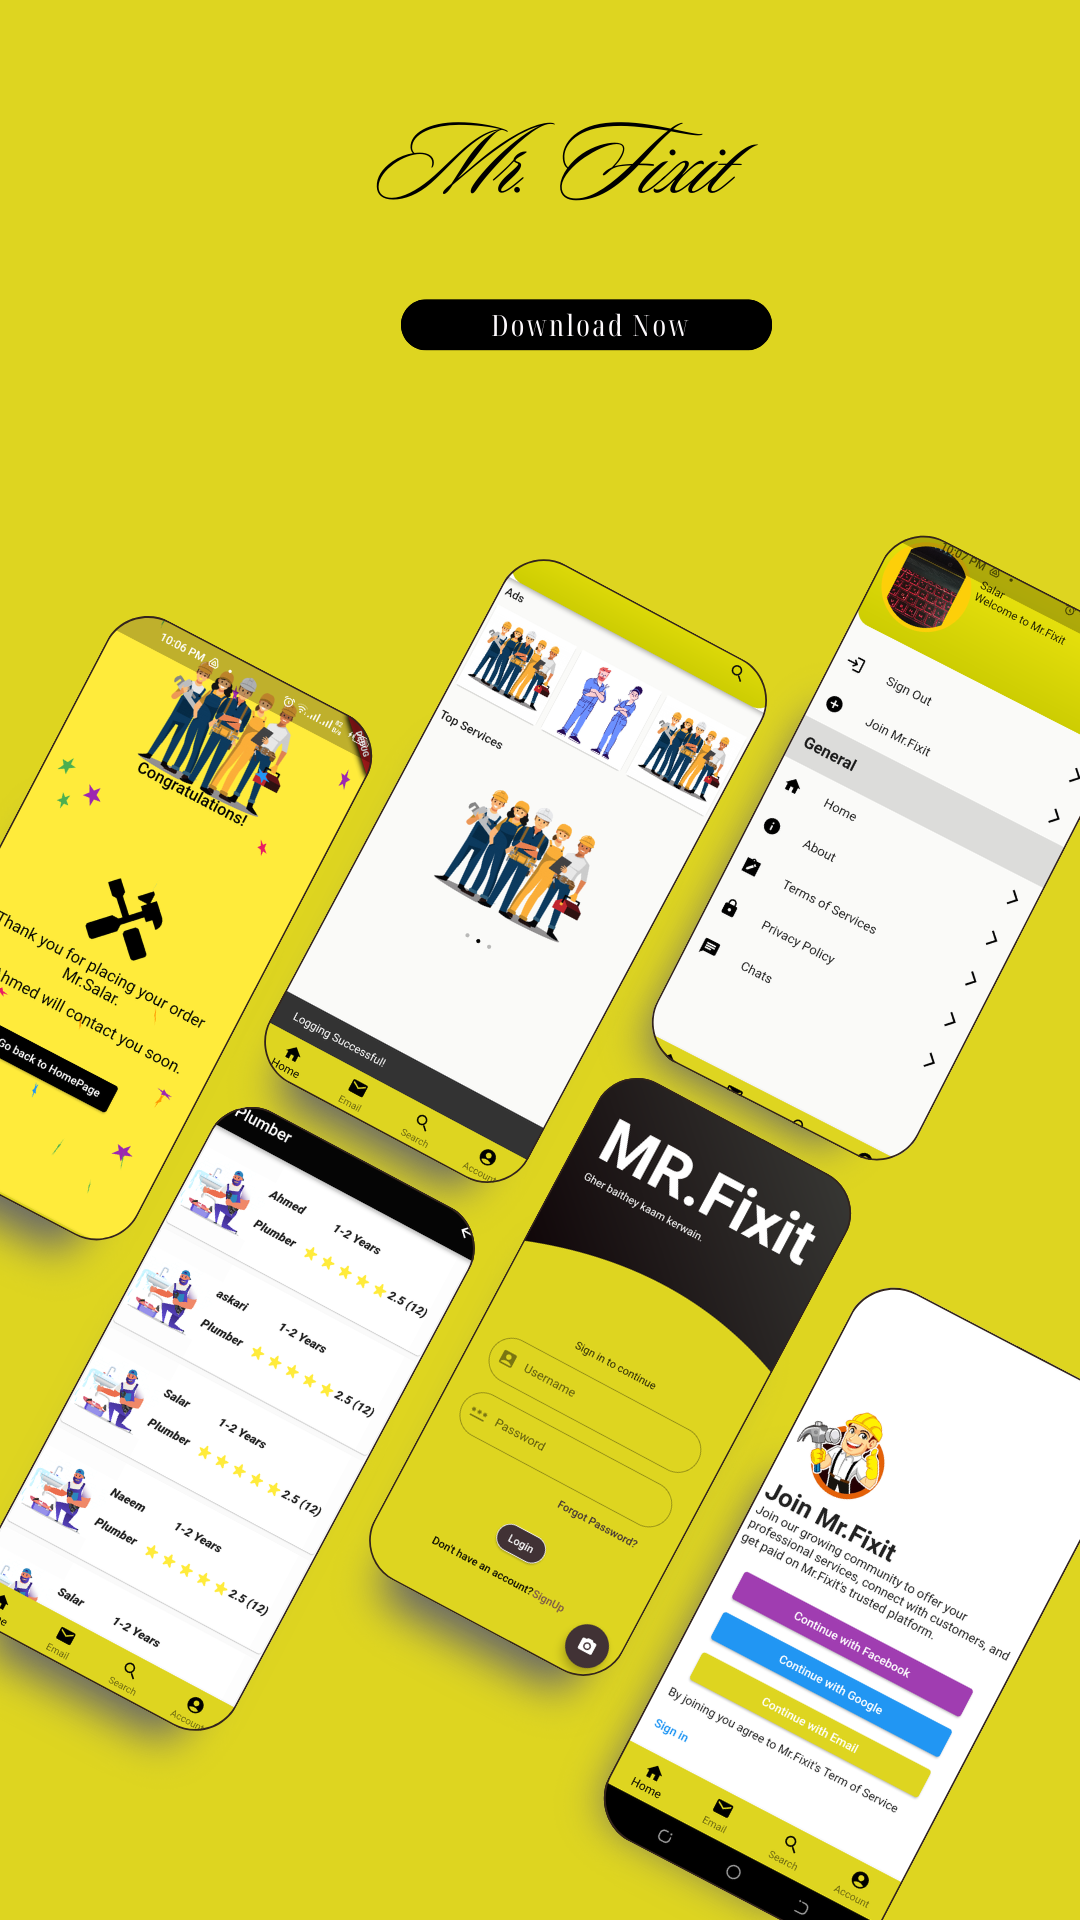 Mr. Fixit
Download Now
10:06 PM
DEBUG
Congratulations!
Thank you for placing your order
Mr.Salar.
Ahmed will contact you soon.
Go back to HomePage
Ads
Top Services
Logging Successful!
Home
Email
Search
Account
10:07 PM
Salar
Welcome to Mr.Fixit
Sign Out
Join Mr.Fixit
General
Home
About
Terms of Services
Privacy Policy
Chats
Plumber
Ahmed
1-2 Years
Plumber
2.5 (12)
askari
1-2 Years
Plumber
2.5 (12)
Salar
1-2 Years
Plumber
2.5 (12)
Naeem
1-2 Years
Plumber
2.5 (12)
Salar
1-2 Years
Email
Search
Account
MR.Fixit
Gher baithey kaam kerwain.
Sign in to continue
Username
Password
Forgot Password?
Login
Don't have an account?SignUp
Join Mr.Fixit
Join our growing community to offer your
professional services, connect with customers, and
get paid on Mr.Fixit's trusted platform.
Continue with Facebook
Continue with Google
Continue with Email
By joining you agree to Mr.Fixit's Term of Service
Sign in
Home
Email
Search
Account